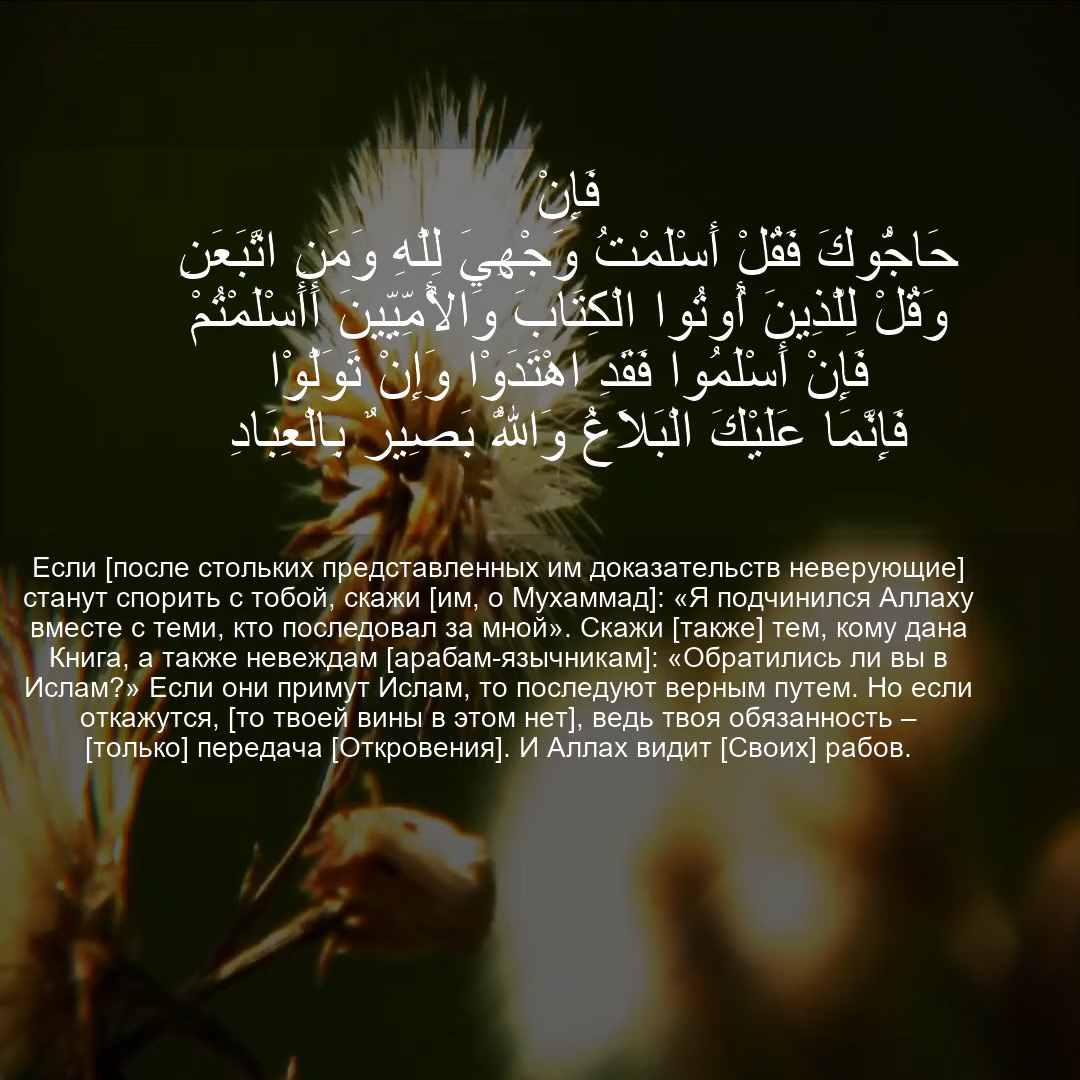 فَإِنْ
حَاجُّوكَ فَقُلْ أَسْلَمْتُ وَجْهِيَ لِلّهِ وَمَنِ اتَّبَعَنِ
وَقُلْ لِلَّذِينَ أُوتُوا الْكِتَابَ وَالأُمِّيِّينَ أَأَسْلَمْتُمْ
فَإِنْ أَسْلَمُوا فَقَدِ اهْتَدَوْا وَإِنْ تَوَلَّوْا
فَإِنَّمَا عَلَيْكَ الْبَلاَغُ وَاللّهُ بَصِيرٌ بِالْعِبَادِ
Если [после стольких представленных им доказательств неверующие]
станут спорить с тобой, скажи [им, о Мухаммад]: «Я подчинился Аллаху
вместе с теми, кто последовал за мной». Скажи [также] тем, кому дана
Книга, а также невеждам [арабам-язычникам]: «Обратились ли вы в
Ислам?» Если они примут Ислам, то последуют верным путем. Но если
откажутся, [то твоей вины в этом нет], ведь твоя обязанность –
[только] передача [Откровения]. И Аллах видит [Своих] рабов.